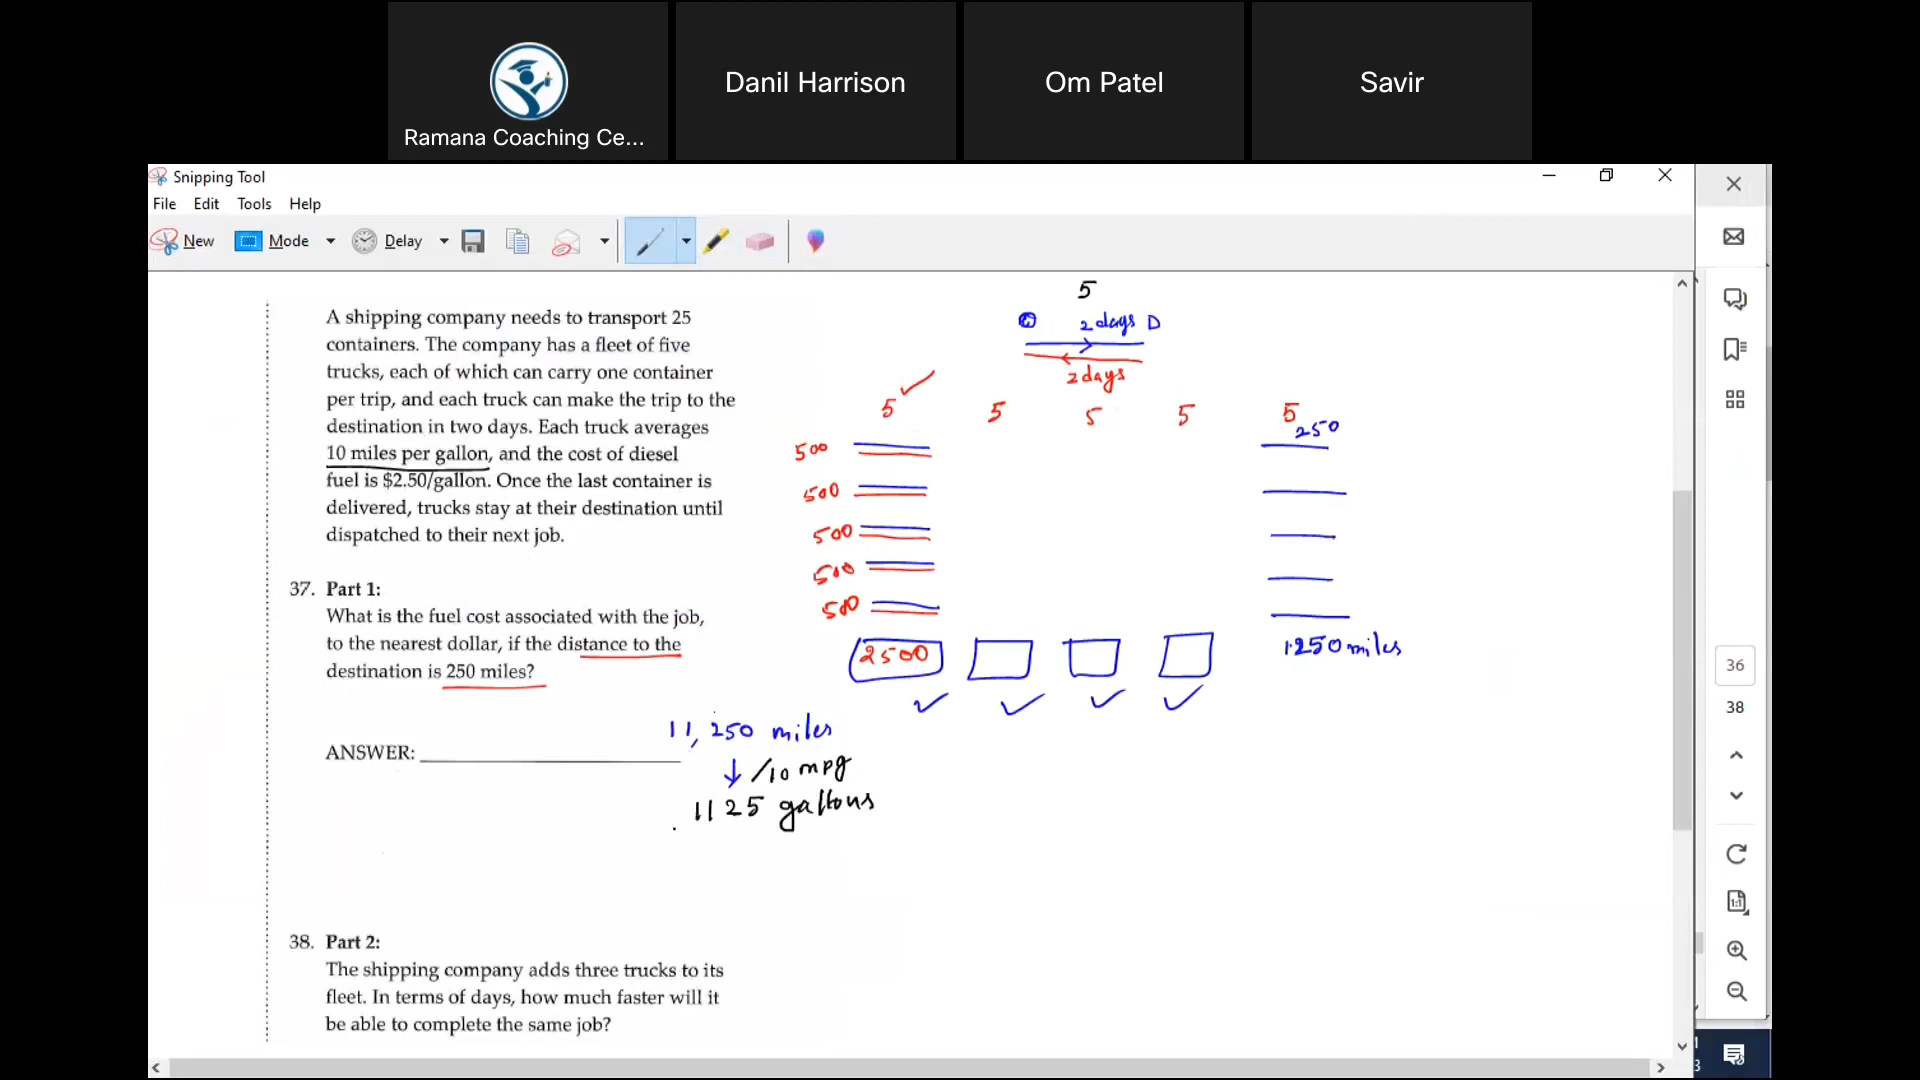 Danil Harrison
Om Patel
Savir
Ramana Coaching Ce...
Snipping Tool
File Edit Tools Help
New Mode Delay
5
C 2 days D
2 days
A shipping company needs to transport 25
containers. The company has a fleet of five
trucks, each of which can carry one container
per trip, and each truck can make the trip to the
destination in two days. Each truck averages
10 miles per gallon, and the cost of diesel
fuel is $2.50/gallon. Once the last container is
delivered, trucks stay at their destination until
dispatched to their next job.
5 5 5 5 5
250
500
500
500
500
500
2500
1250 miles
37. Part 1:
What is the fuel cost associated with the job,
to the nearest dollar, if the distance to the
destination is 250 miles?
ANSWER:
11,250 miles
/10 mpg
1125 gallons
38. Part 2:
The shipping company adds three trucks to its
fleet. In terms of days, how much faster will it
be able to complete the same job?
36
38
1:1